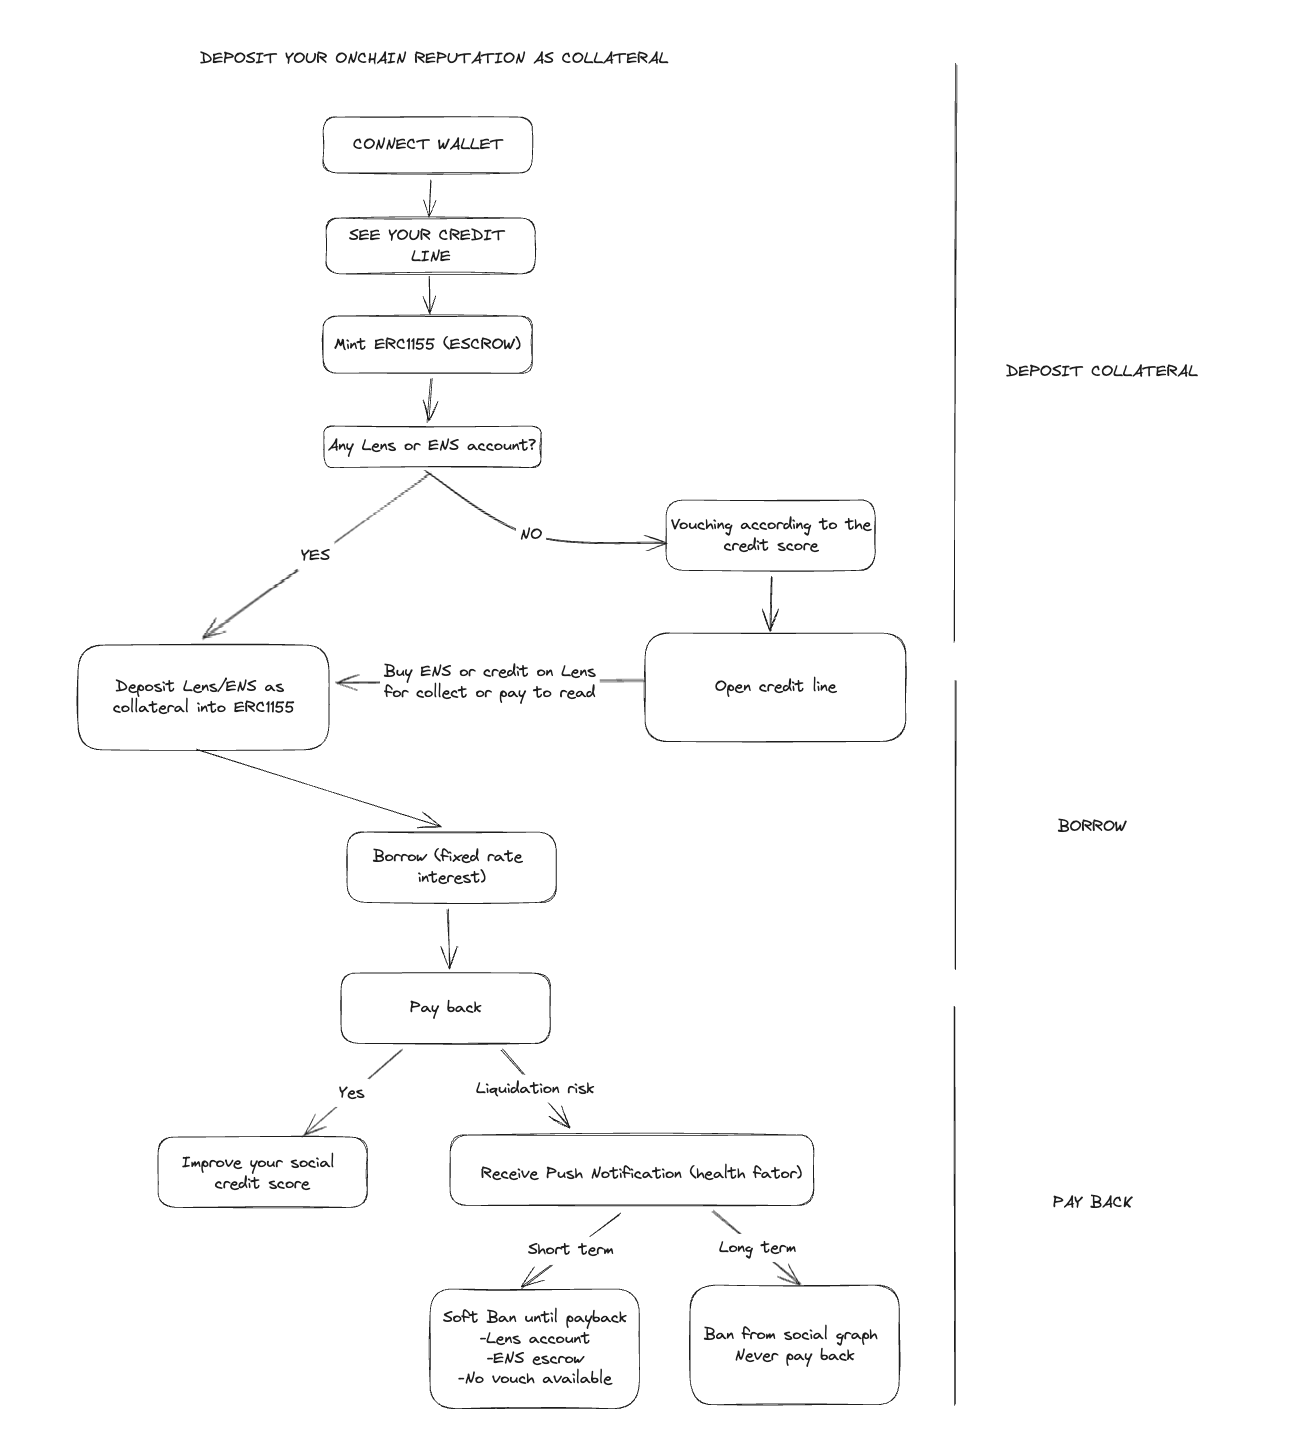 DEPOSIT YOUR ONCHAIN REPUTATION AS COLLATERAL
CONNECT WALLET
SEE YOUR CREDIT
LINE
Mint ERC1155 (ESCROW)
DEPOSIT COLLATERAL
Any Lens or ENS account?
NO
Vouching according to the
credit score
YES
Deposit Lens/ENS as
collateral into ERC1155
Buy ENS or credit on Lens
for collect or pay to read
Open credit line
BORROW
Borrow (fixed rate
interest)
Pay back
Yes
Liquidation risk
Improve your social
credit score
Receive Push Notification (health fator)
PAY BACK
Short term
Long term
Soft Ban until payback
-Lens account
-ENS escrow
-No vouch available
Ban from social graph
Never pay back